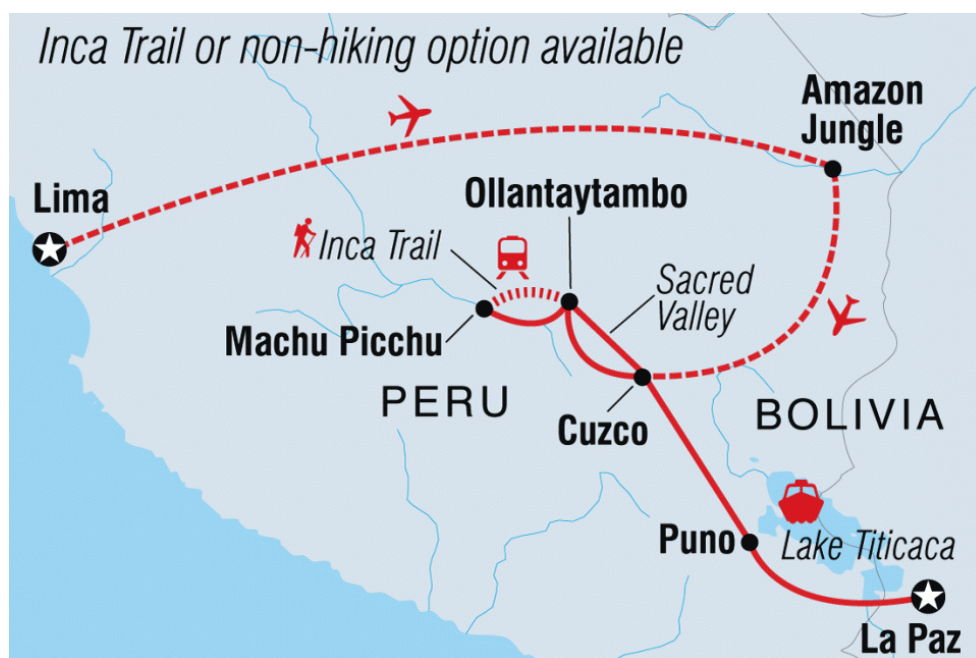 Inca Trail or non-hiking option available
Amazon
Jungle
Lima
Ollantaytambo
Inca Trail
Sacred
Valley
Machu Picchu
PERU
BOLIVIA
Cuzco
Puno
Lake Titicaca
La Paz